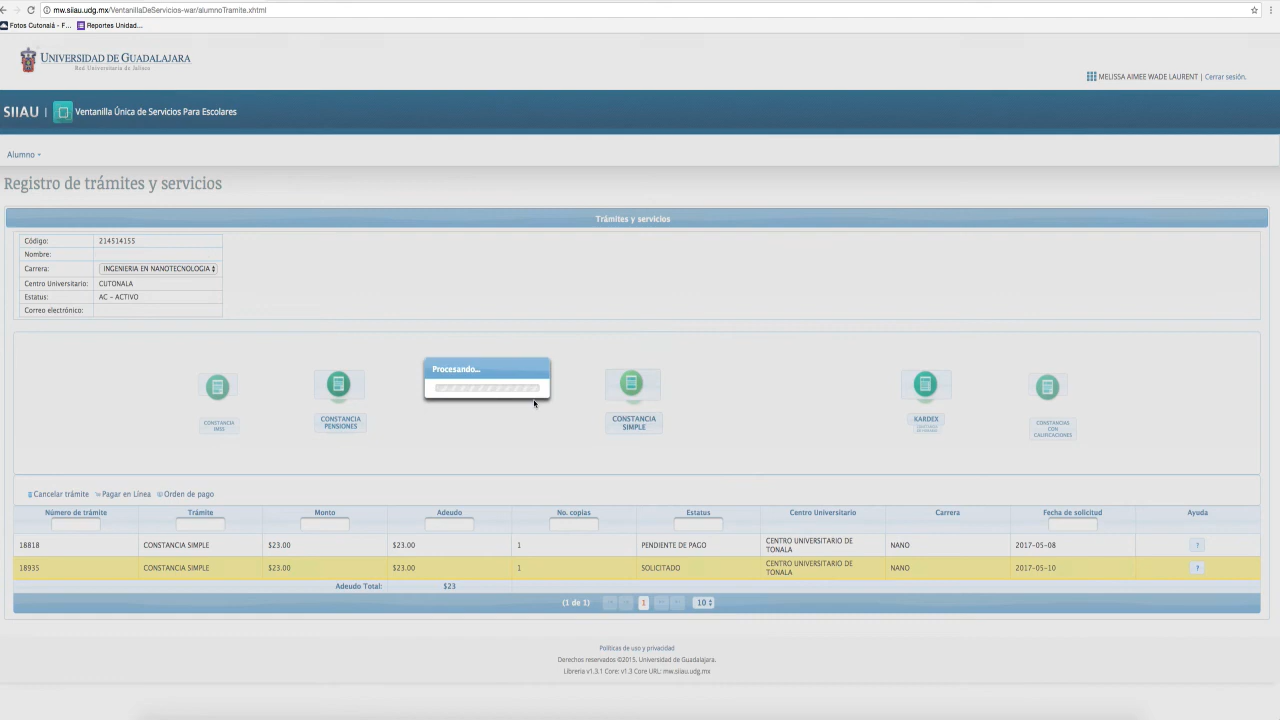 mw.siiau.udg.mx/VentanillaDeServicios-war/alumnoTramite.xhtml
Fotos Cutonalá - F...
Reportes Unidad...
UNIVERSIDAD DE GUADALAJARA
Red Universitaria de Jalisco
MELISSA AIMEE WADE LAURENT | Cerrar sesión.
SIIAU | Ventanilla Única de Servicios Para Escolares
Alumno
Registro de trámites y servicios
Trámites y servicios
Código: 214514155
Nombre:
Carrera: INGENIERIA EN NANOTECNOLOGIA
Centro Universitario: CUTONALA
Estatus: AC - ACTIVO
Correo electrónico:
Procesando...
CONSTANCIA
IMSS
CONSTANCIA
PENSIONES
CONSTANCIA
SIMPLE
KARDEX
CONSTANCIAS
CON
CALIFICACIONES
Cancelar trámite Pagar en Línea Orden de pago
Número de trámite Trámite Monto Adeudo No. copias Estatus Centro Universitario Carrera Fecha de solicitud Ayuda
18818 CONSTANCIA SIMPLE $23.00 $23.00 1 PENDIENTE DE PAGO CENTRO UNIVERSITARIO DE TONALA NANO 2017-05-08 ?
18935 CONSTANCIA SIMPLE $23.00 $23.00 1 SOLICITADO CENTRO UNIVERSITARIO DE TONALA NANO 2017-05-10 ?
Adeudo Total: $23
(1 de 1) 1 10
Políticas de uso y privacidad
Derechos reservados ©2015. Universidad de Guadalajara.
Libreria v1.3.1 Core: v1.3 Core URL: mw.siiau.udg.mx